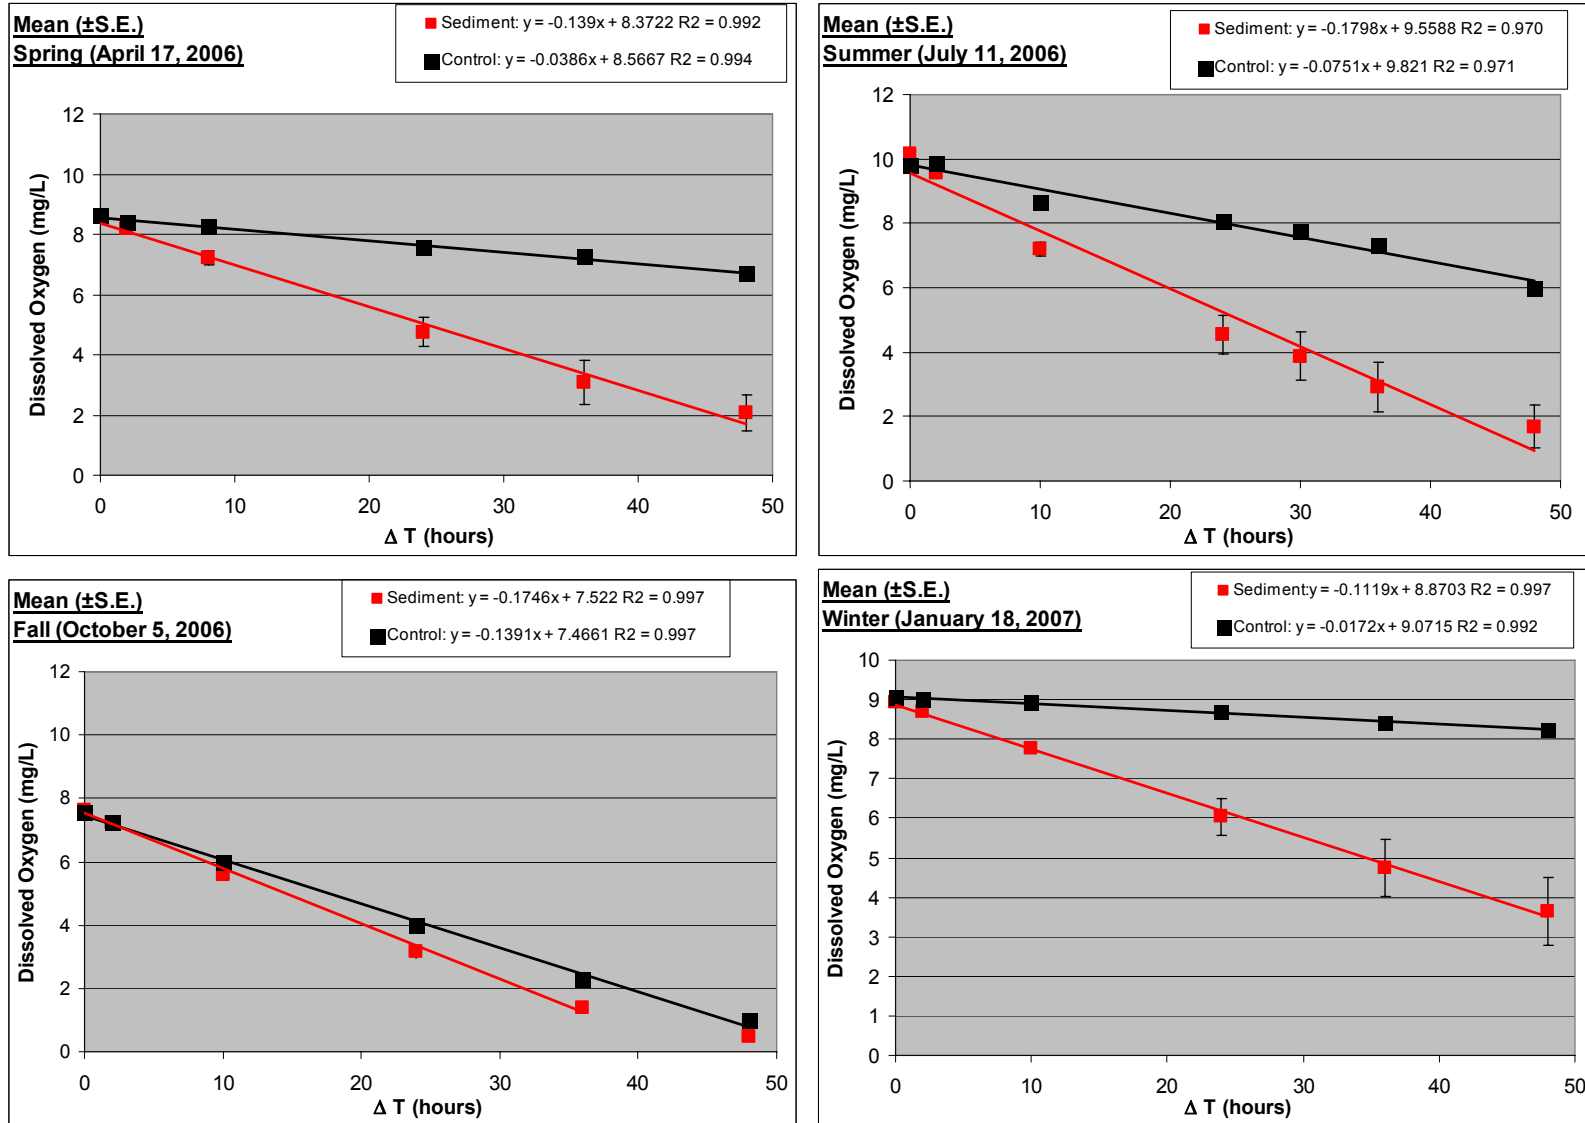 Mean (±S.E.)
Spring (April 17, 2006)
Sediment: y = -0.139x + 8.3722 R2 = 0.992
Control: y = -0.0386x + 8.5667 R2 = 0.994
12
10
8
6
4
2
0
Dissolved Oxygen (mg/L)
0 10 20 30 40 50
Δ T (hours)
Mean (±S.E.)
Summer (July 11, 2006)
Sediment: y = -0.1798x + 9.5588 R2 = 0.970
Control: y = -0.0751x + 9.821 R2 = 0.971
12
10
8
6
4
2
0
Dissolved Oxygen (mg/L)
0 10 20 30 40 50
Δ T (hours)
Mean (±S.E.)
Fall (October 5, 2006)
Sediment: y = -0.1746x + 7.522 R2 = 0.997
Control: y = -0.1391x + 7.4661 R2 = 0.997
12
10
8
6
4
2
0
Dissolved Oxygen (mg/L)
0 10 20 30 40 50
Δ T (hours)
Mean (±S.E.)
Winter (January 18, 2007)
Sediment:y = -0.1119x + 8.8703 R2 = 0.997
Control: y = -0.0172x + 9.0715 R2 = 0.992
10
9
8
7
6
5
4
3
2
1
0
Dissolved Oxygen (mg/L)
0 10 20 30 40 50
Δ T (hours)